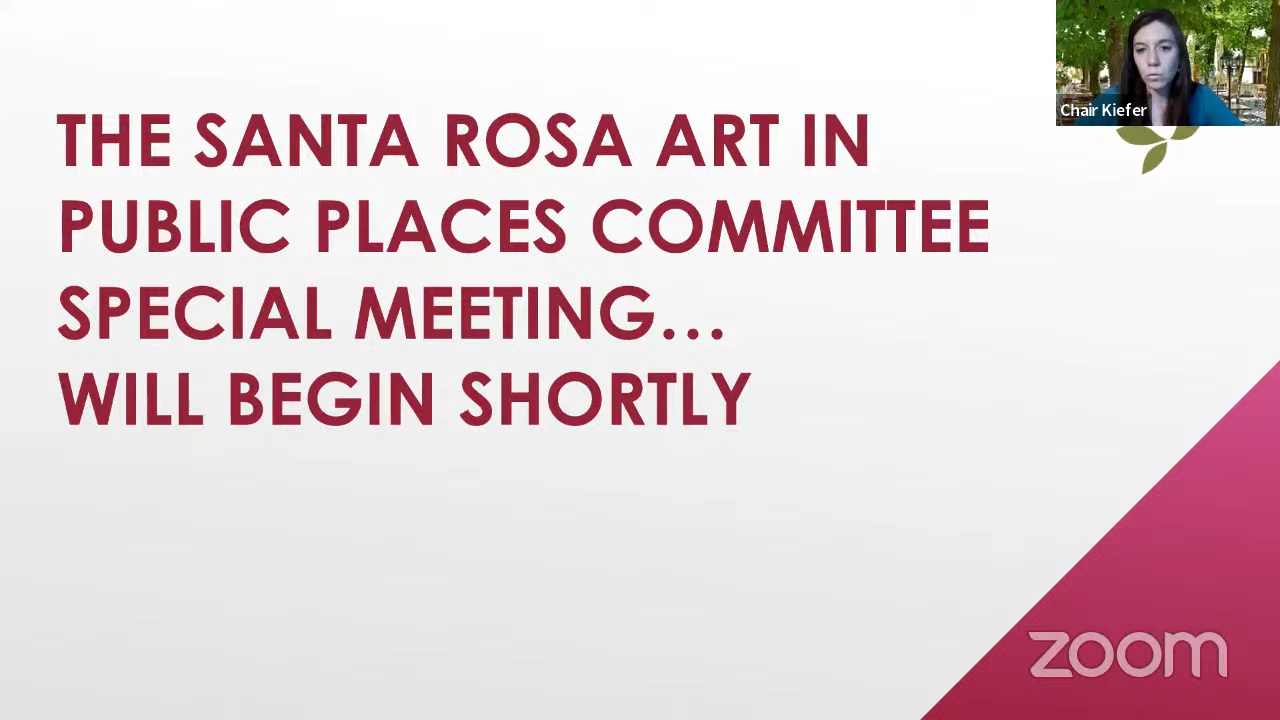 Chair Kiefer
THE SANTA ROSA ART IN
PUBLIC PLACES COMMITTEE
SPECIAL MEETING…
WILL BEGIN SHORTLY
zoom